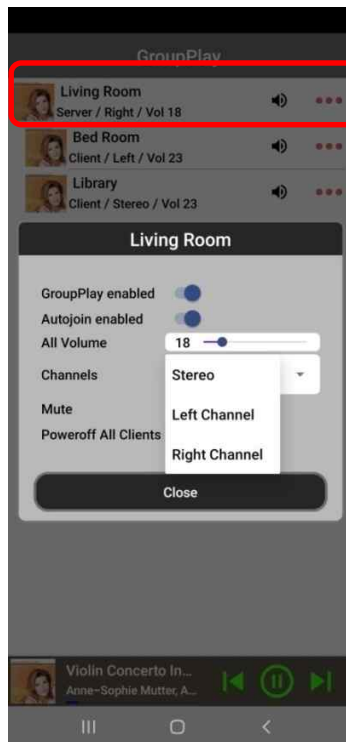 GroupPlay
Living Room
Server / Right / Vol 18
Bed Room
Client / Left / Vol 23
Library
Client / Stereo / Vol 23
Living Room
GroupPlay enabled
Autojoin enabled
All Volume 18
Channels Stereo
Left Channel
Mute
Right Channel
Poweroff All Clients
Close
Violin Concerto In...
Anne-Sophie Mutter, A...